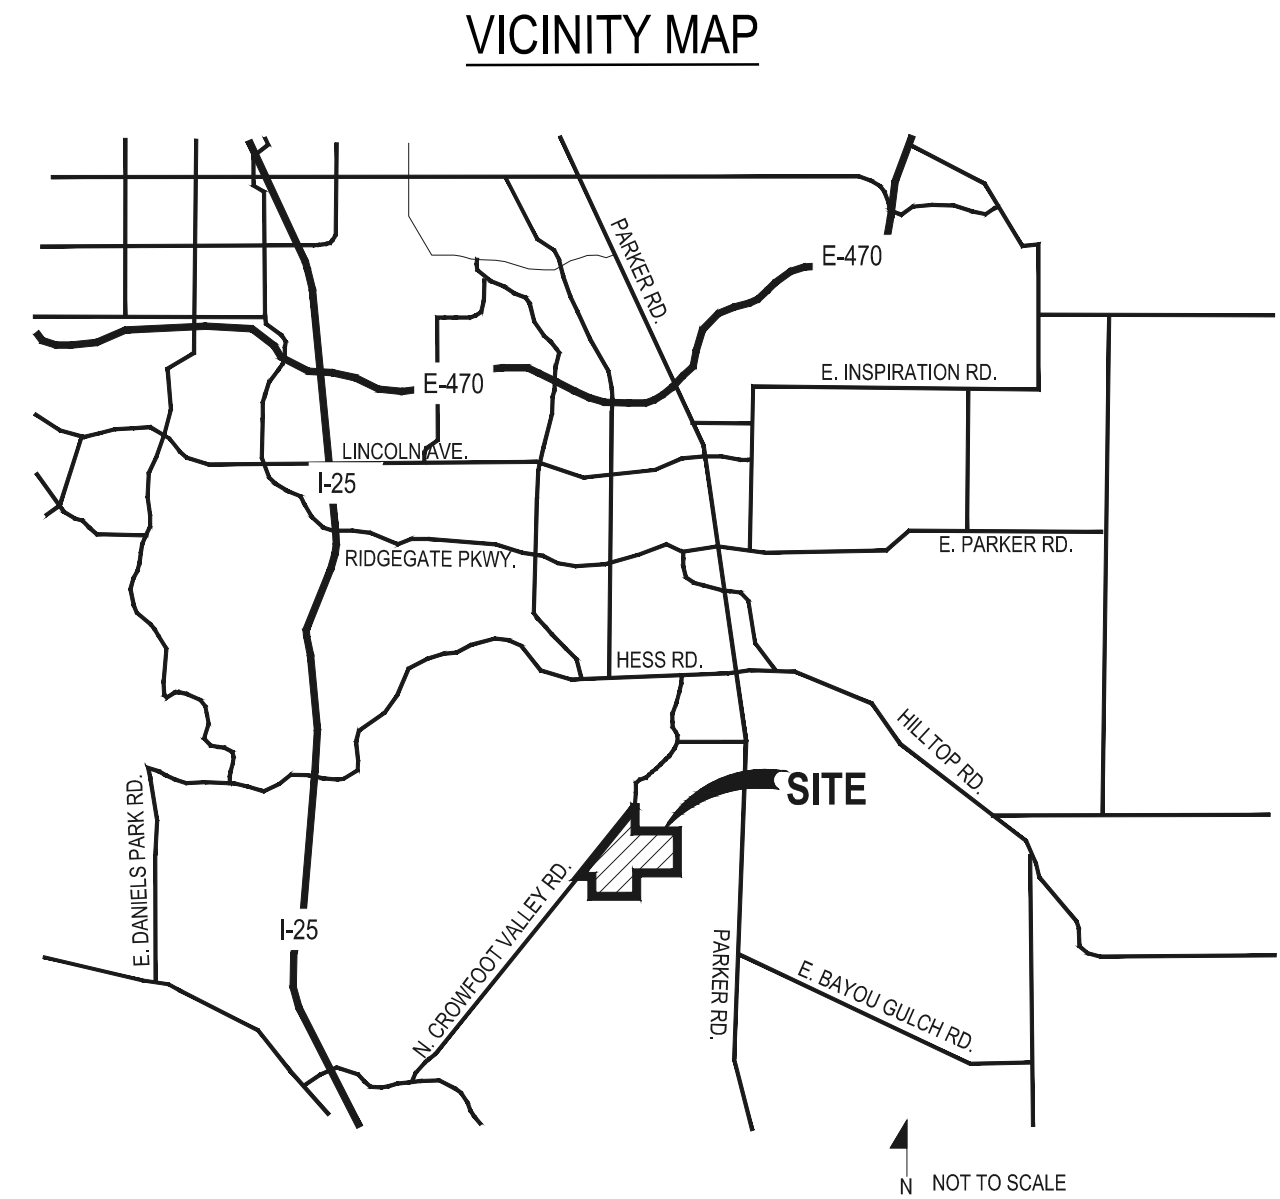 VICINITY MAP
PARKER RD.
E-470
E. INSPIRATION RD.
E-470
LINCOLN AVE.
I-25
E. PARKER RD.
RIDGEGATE PKWY.
HESS RD.
HILLTOP RD.
SITE
E. DANIELS PARK RD.
N. CROWFOOT VALLEY RD.
I-25
PARKER RD.
E. BAYOU GULCH RD.
N
NOT TO SCALE